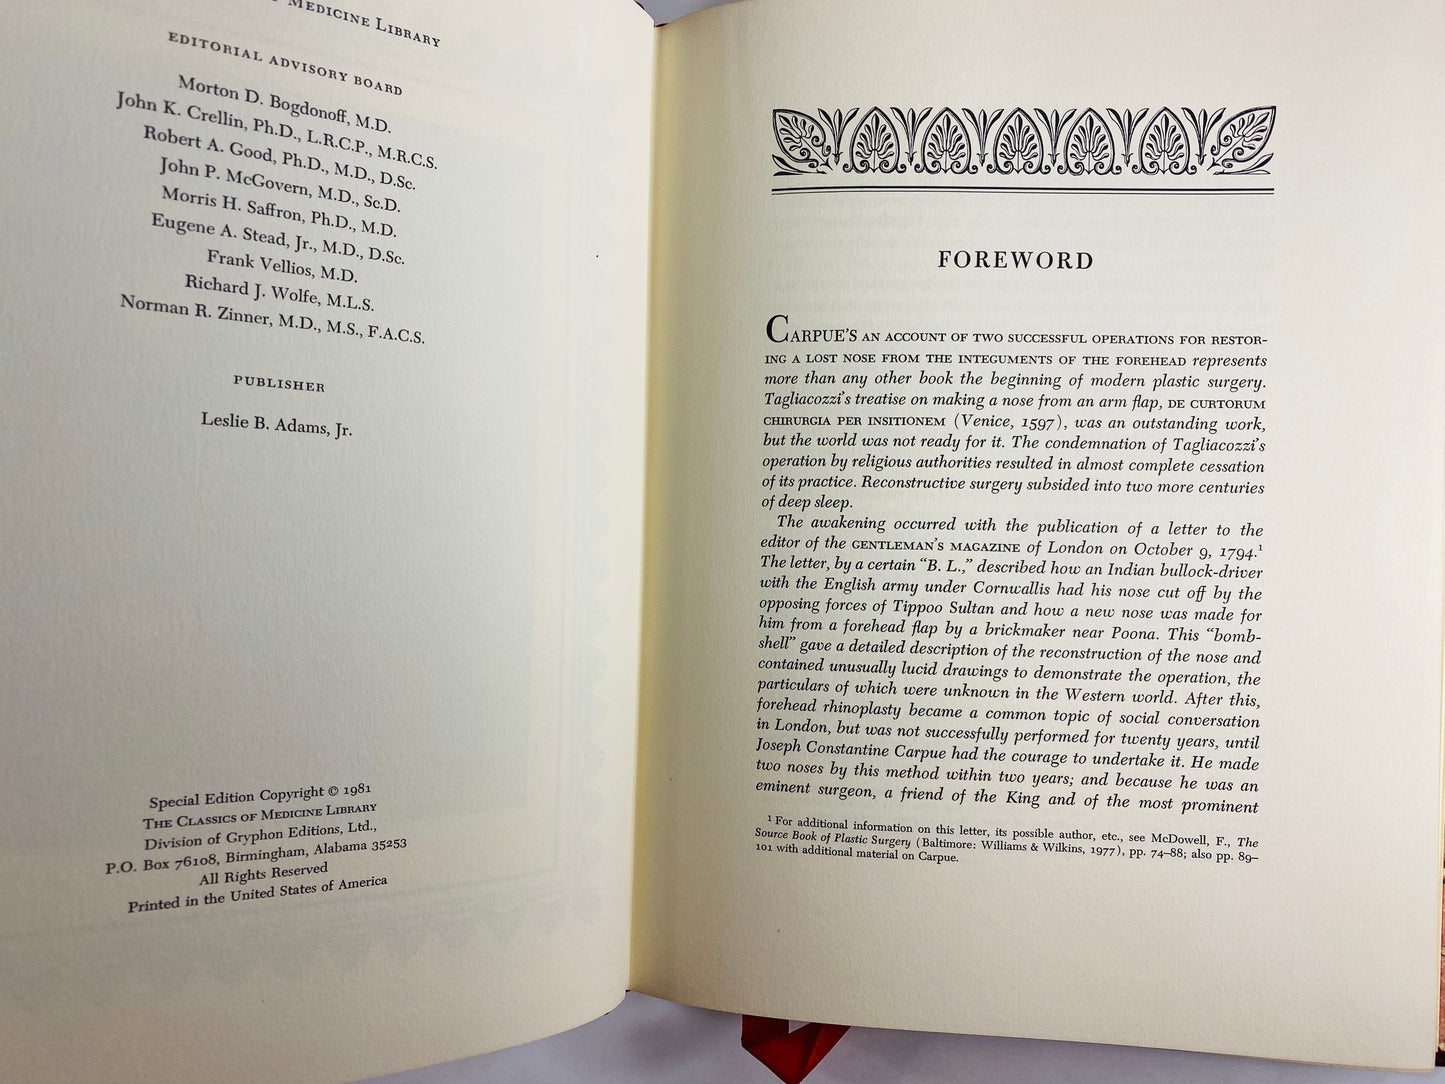 Medicine Library
EDITORIAL ADVISORY BOARD
Morton D. Bogdonoff, M.D.
John K. Crellin, Ph.D., L.R.C.P., M.R.C.S.
Robert A. Good, Ph.D., M.D., D.Sc.
John P. McGovern, M.D., Sc.D.
Morris H. Saffron, Ph.D., M.D.
Eugene A. Stead, Jr., M.D., D.Sc.
Frank Vellios, M.D.
Richard J. Wolfe, M.L.S.
Norman R. Zinner, M.D., M.S., F.A.C.S.
PUBLISHER
Leslie B. Adams, Jr.
Special Edition Copyright © 1981
The Classics of Medicine Library
Division of Gryphon Editions, Ltd.,
P.O. Box 76108, Birmingham, Alabama 35253
All Rights Reserved
Printed in the United States of America
FOREWORD
CARPUE'S AN ACCOUNT OF TWO SUCCESSFUL OPERATIONS FOR RESTOR-
ING A LOST NOSE FROM THE INTEGUMENTS OF THE FOREHEAD represents
more than any other book the beginning of modern plastic surgery.
Tagliacozzi's treatise on making a nose from an arm flap, DE CURTORUM
CHIRURGIA PER INSITIONEM (Venice, 1597), was an outstanding work,
but the world was not ready for it. The condemnation of Tagliacozzi's
operation by religious authorities resulted in almost complete cessation
of its practice. Reconstructive surgery subsided into two more centuries
of deep sleep.
The awakening occurred with the publication of a letter to the
editor of the GENTLEMAN'S MAGAZINE of London on October 9, 1794.¹
The letter, by a certain "B. L.," described how an Indian bullock-driver
with the English army under Cornwallis had his nose cut off by the
opposing forces of Tippoo Sultan and how a new nose was made for
him from a forehead flap by a brickmaker near Poona. This "bomb-
shell" gave a detailed description of the reconstruction of the nose and
contained unusually lucid drawings to demonstrate the operation, the
particulars of which were unknown in the Western world. After this,
forehead rhinoplasty became a common topic of social conversation
in London, but was not successfully performed for twenty years, until
Joseph Constantine Carpue had the courage to undertake it. He made
two noses by this method within two years; and because he was an
eminent surgeon, a friend of the King and of the most prominent
¹ For additional information on this letter, its possible author, etc., see McDowell, F., The
Source Book of Plastic Surgery (Baltimore: Williams & Wilkins, 1977), pp. 74–88; also pp. 89–
101 with additional material on Carpue.